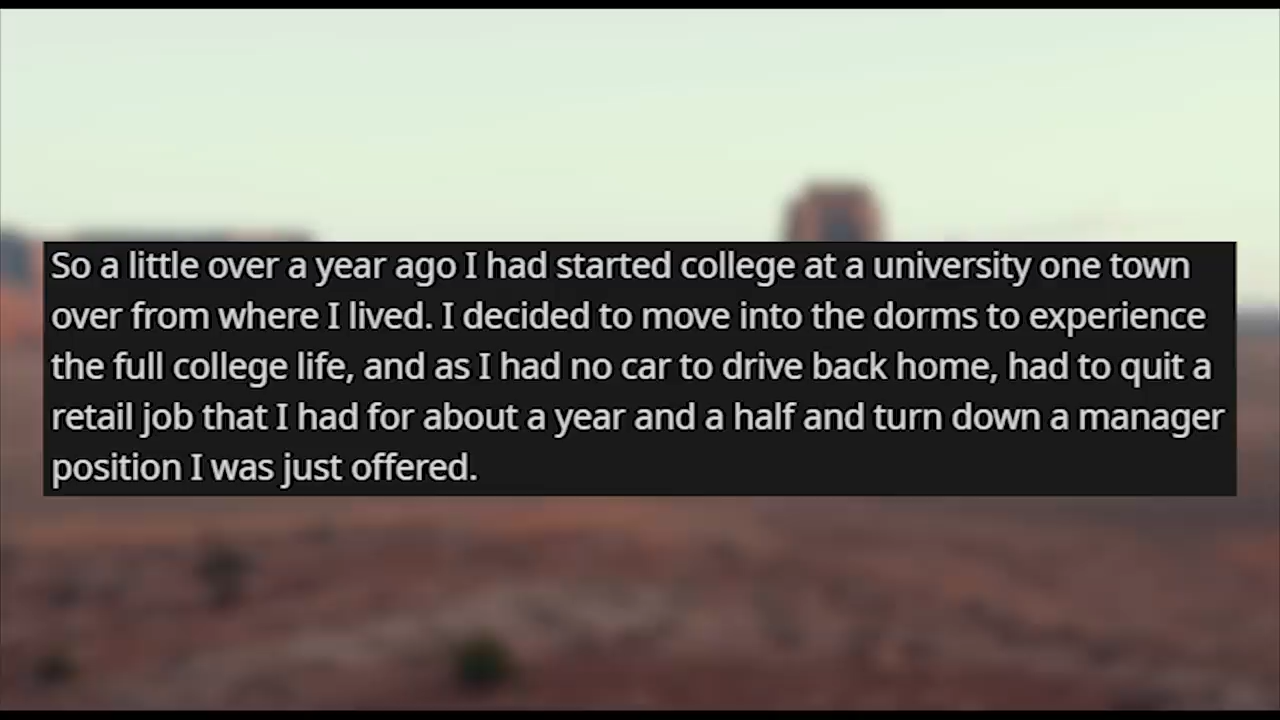 So a little over a year ago I had started college at a university one town
over from where I lived. I decided to move into the dorms to experience
the full college life, and as I had no car to drive back home, had to quit a
retail job that I had for about a year and a half and turn down a manager
position I was just offered.